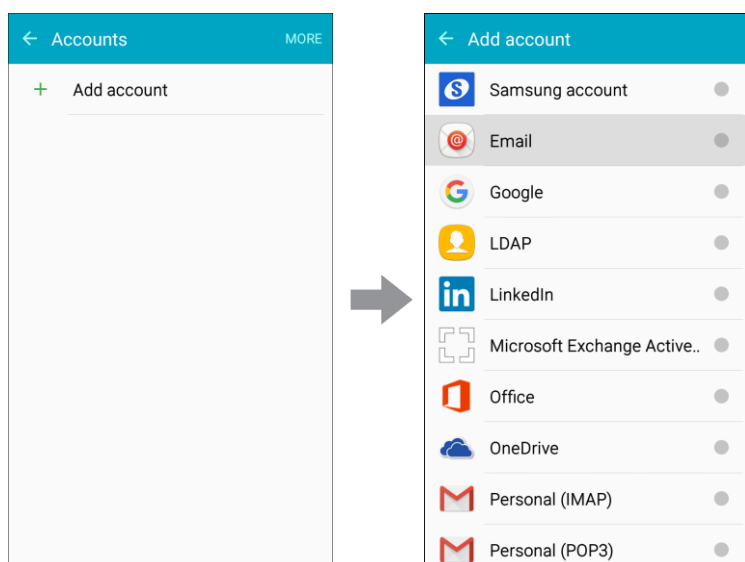 Accounts
MORE
Add account
Add account
Samsung account
Email
Google
LDAP
LinkedIn
Microsoft Exchange Active..
Office
OneDrive
Personal (IMAP)
Personal (POP3)